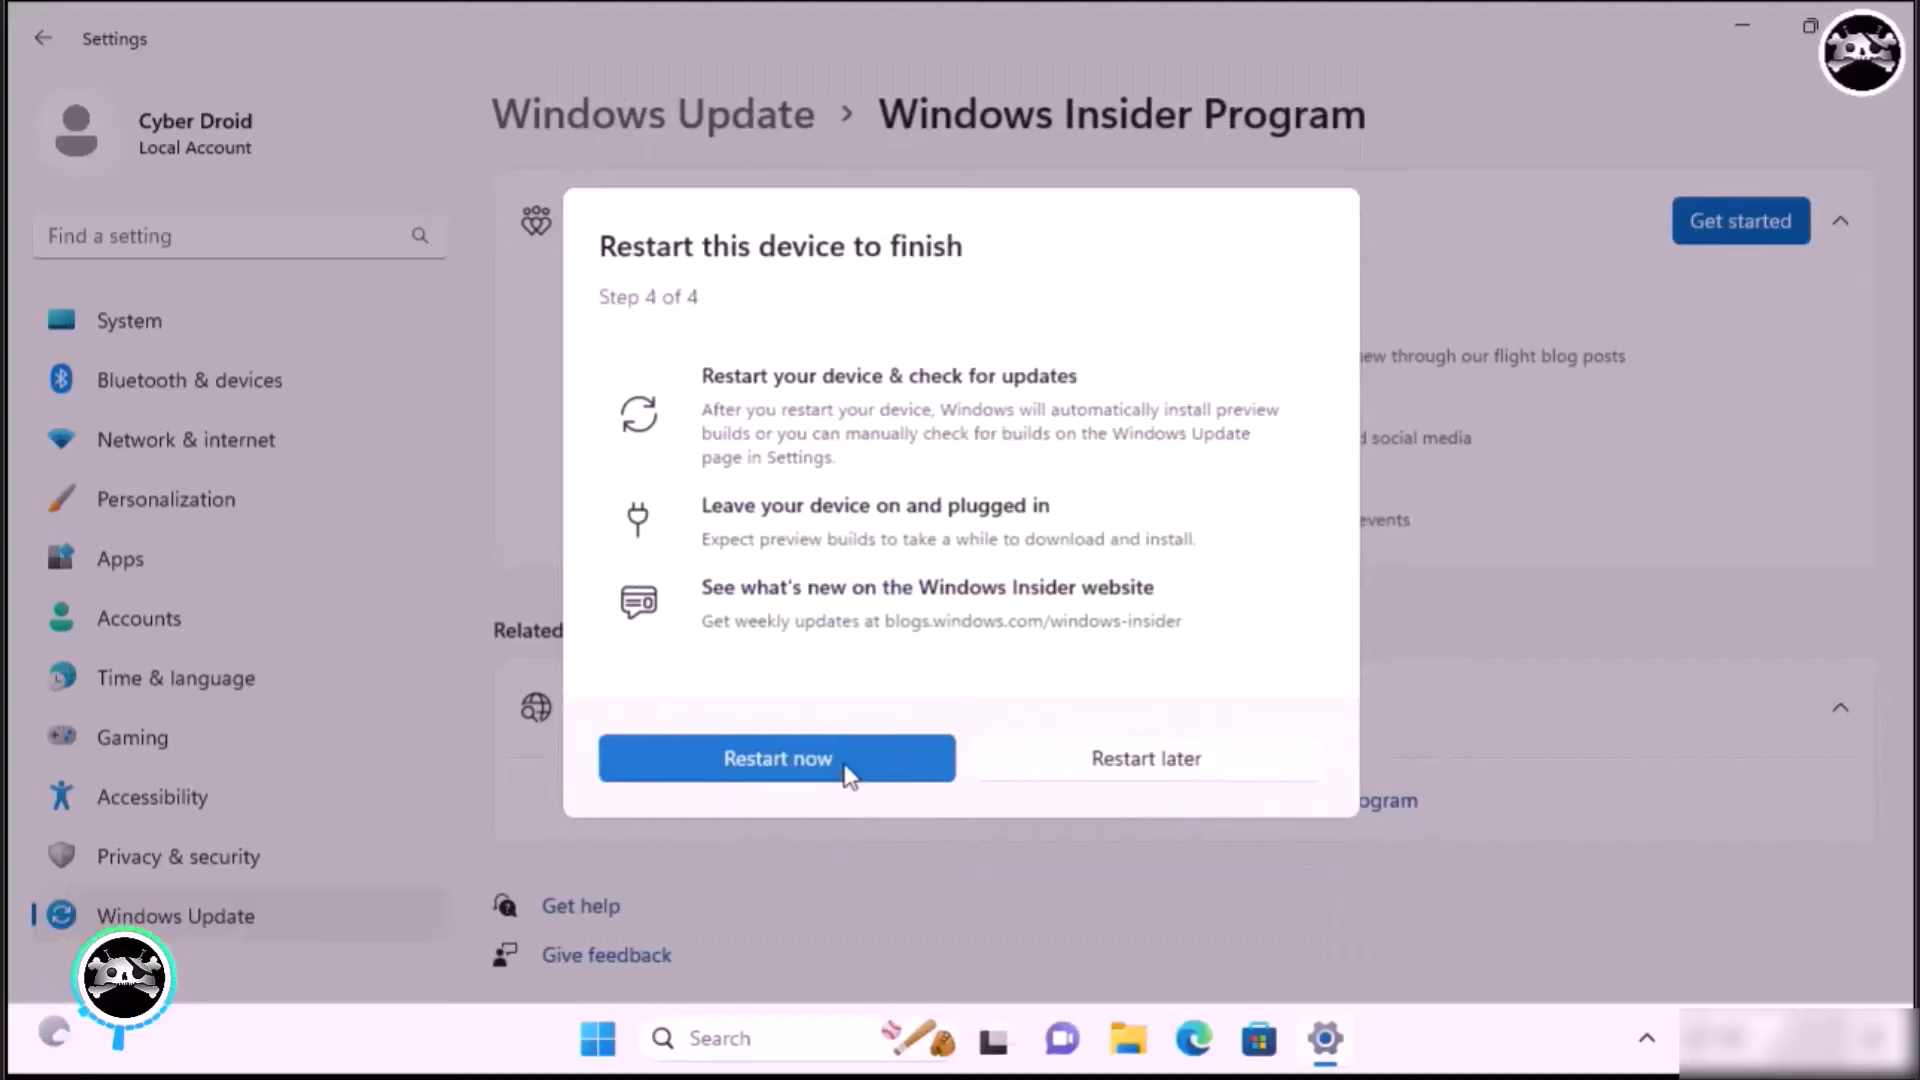 Settings
Cyber Droid
Local Account
Find a setting
System
Bluetooth & devices
Network & internet
Personalization
Apps
Accounts
Time & language
Gaming
Accessibility
Privacy & security
Windows Update
Windows Update > Windows Insider Program
Get started
Restart this device to finish
Step 4 of 4
Restart your device & check for updates
After you restart your device, Windows will automatically install preview
builds or you can manually check for builds on the Windows Update
page in Settings.
Leave your device on and plugged in
Expect preview builds to take a while to download and install.
See what's new on the Windows Insider website
Get weekly updates at blogs.windows.com/windows-insider
Restart now
Restart later
through our flight blog posts
social media
events
Related
ogram
Get help
Give feedback
Search